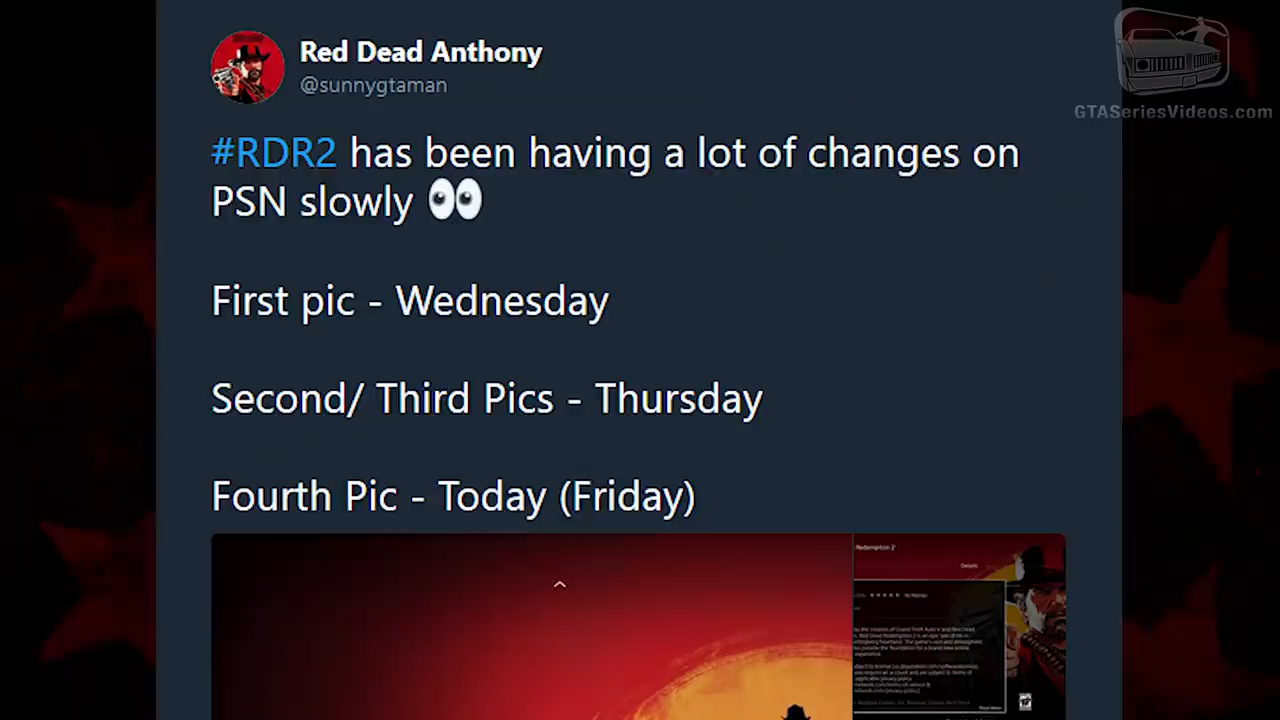 GTASeriesVideos.com
Red Dead Anthony
@sunnygtaman
#RDR2 has been having a lot of changes on
PSN slowly 👀
First pic - Wednesday
Second/ Third Pics - Thursday
Fourth Pic - Today (Friday)
Redemption 2
Details